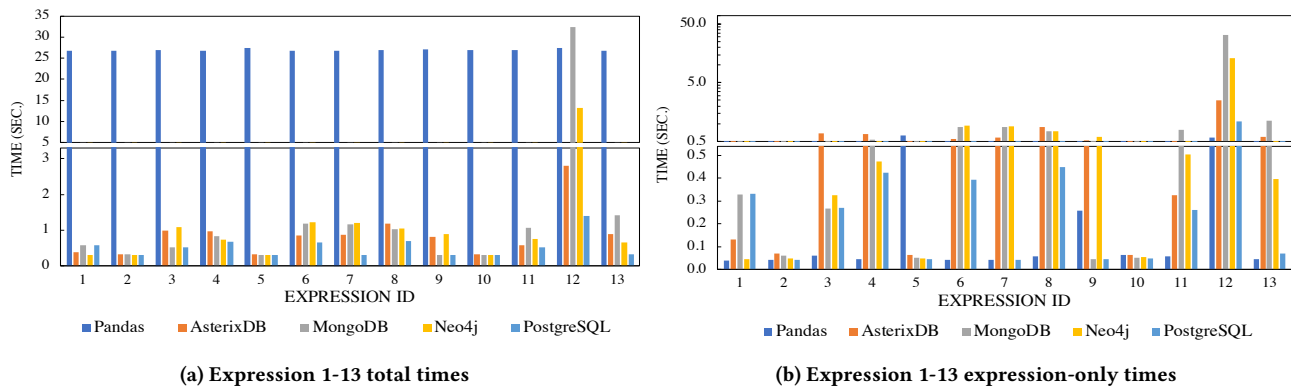 35
30
25
20
15
10
5
3
2
1
0
TIME (SEC.)
1 2 3 4 5 6 7 8 9 10 11 12 13
EXPRESSION ID
Pandas AsterixDB MongoDB Neo4j PostgreSQL
(a) Expression 1-13 total times
50.0
5.0
0.5
0.5
0.4
0.3
0.2
0.1
0.0
TIME (SEC.)
1 2 3 4 5 6 7 8 9 10 11 12 13
EXPRESSION ID
Pandas AsterixDB MongoDB Neo4j PostgreSQL
(b) Expression 1-13 expression-only times